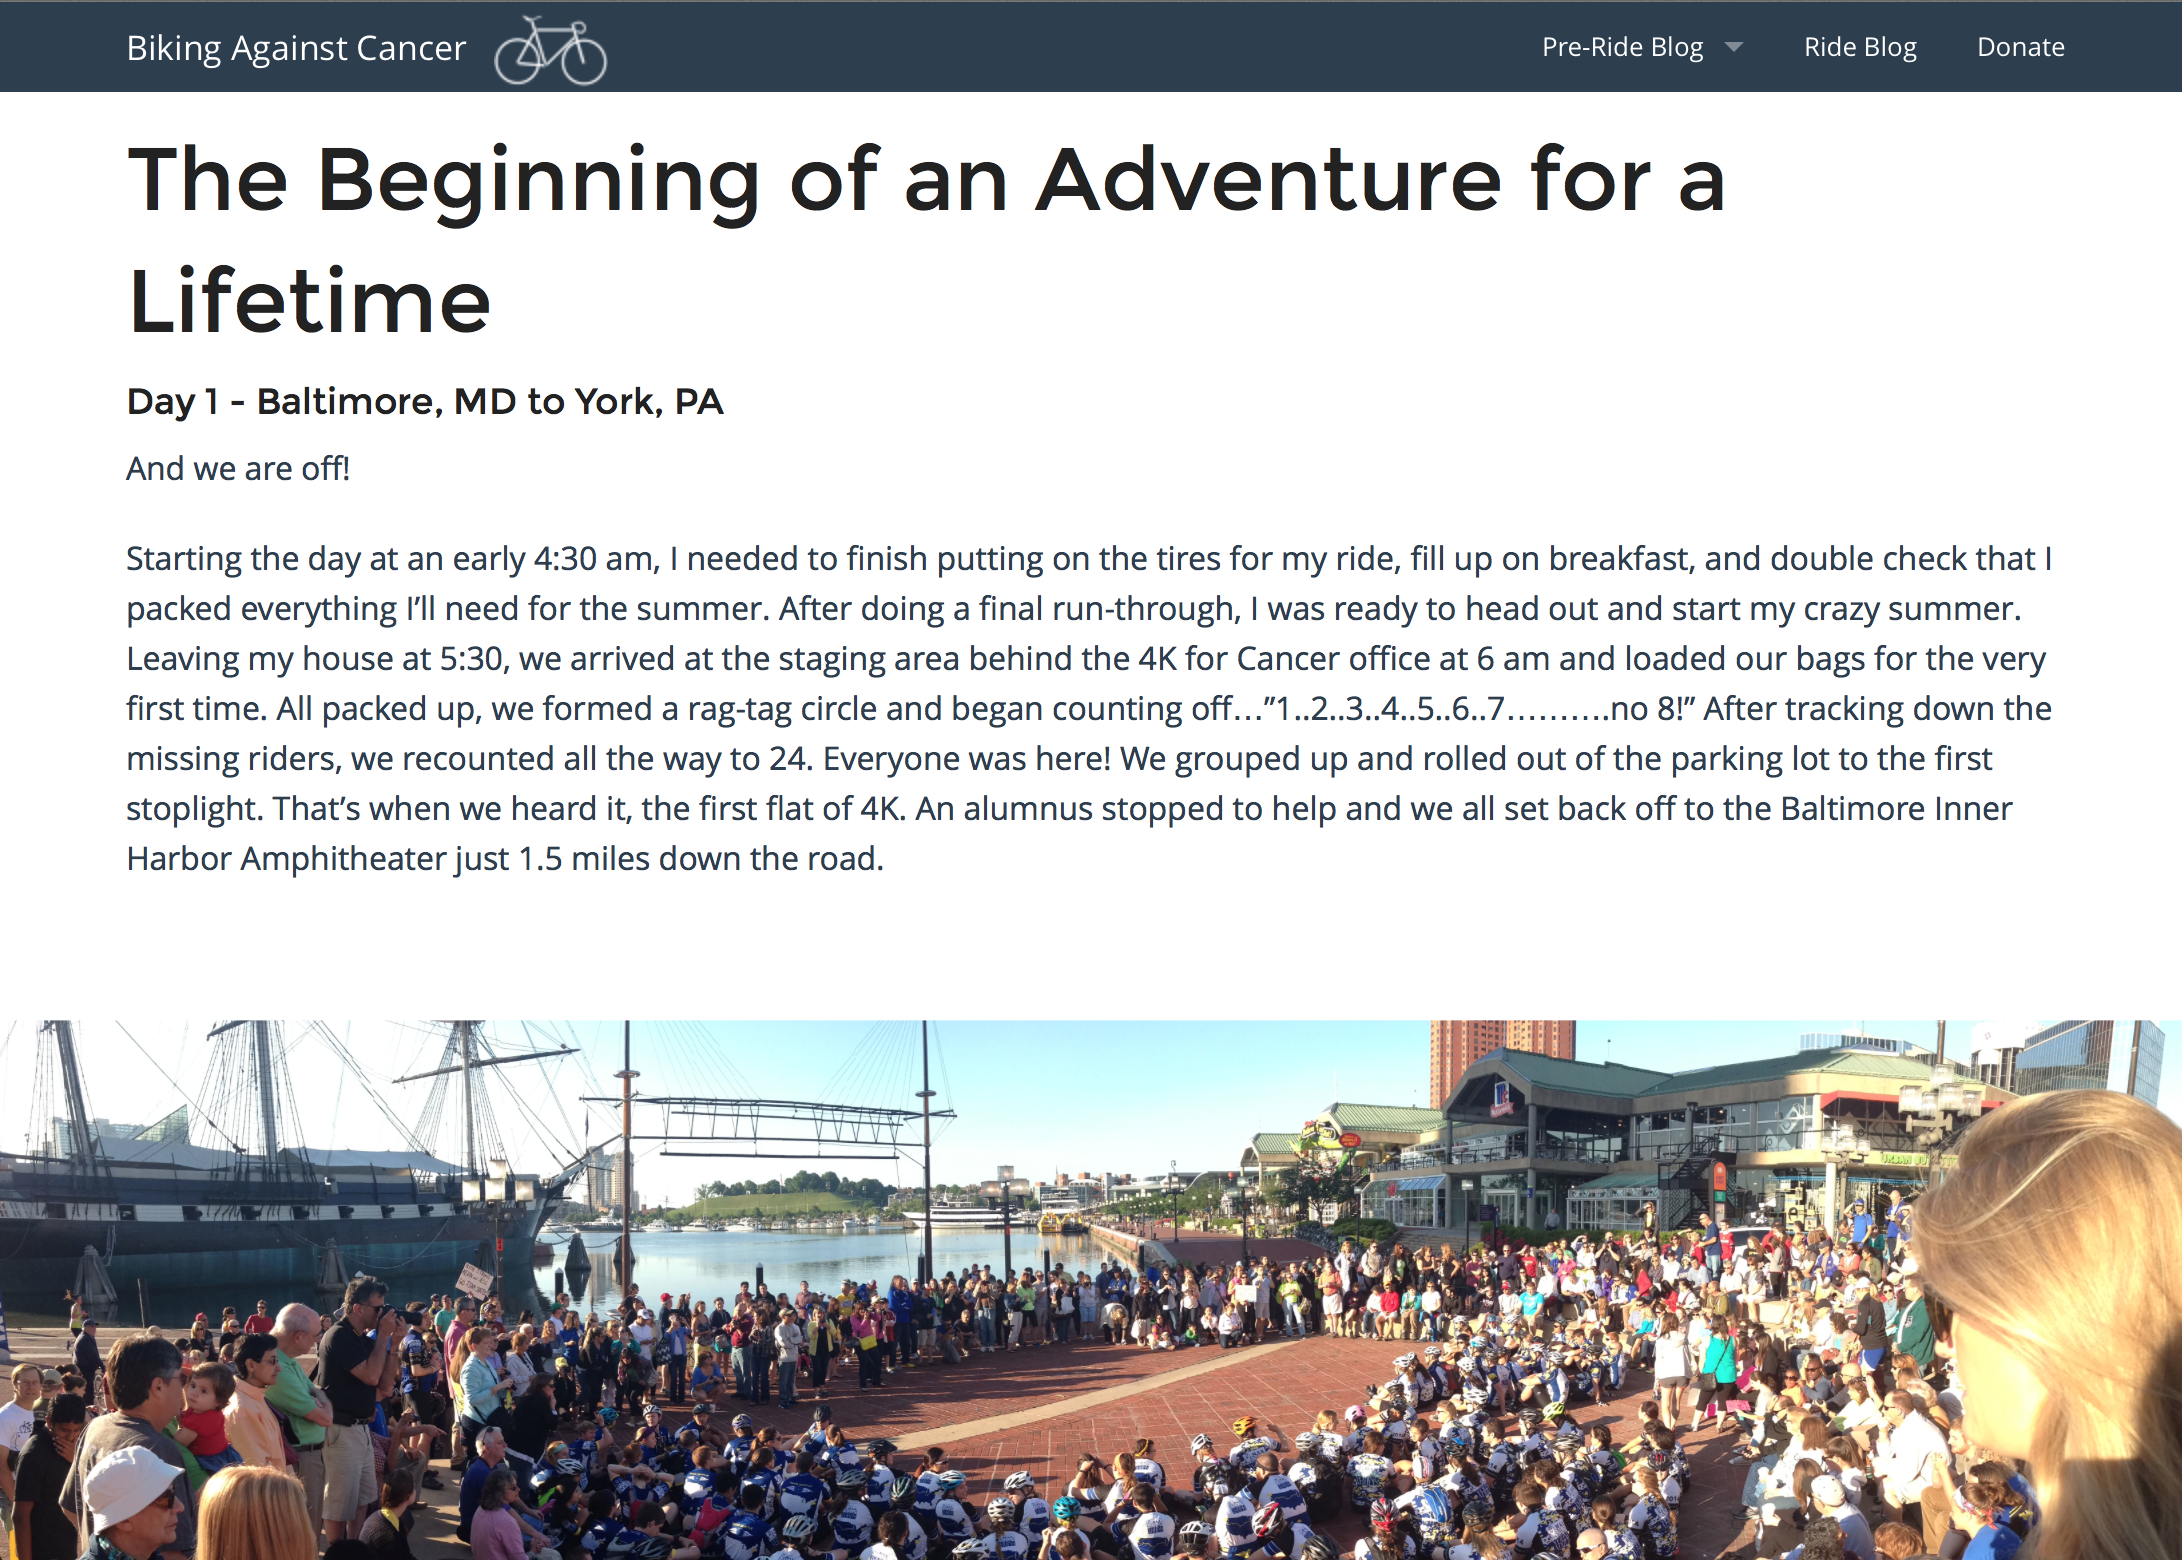 Biking Against Cancer
Pre-Ride Blog
Ride Blog
Donate
The Beginning of an Adventure for a
Lifetime
Day 1 - Baltimore, MD to York, PA
And we are off!
Starting the day at an early 4:30 am, I needed to finish putting on the tires for my ride, fill up on breakfast, and double check that I
packed everything I’ll need for the summer. After doing a final run-through, I was ready to head out and start my crazy summer.
Leaving my house at 5:30, we arrived at the staging area behind the 4K for Cancer office at 6 am and loaded our bags for the very
first time. All packed up, we formed a rag-tag circle and began counting off…”1..2..3..4..5..6..7……….no 8!” After tracking down the
missing riders, we recounted all the way to 24. Everyone was here! We grouped up and rolled out of the parking lot to the first
stoplight. That’s when we heard it, the first flat of 4K. An alumnus stopped to help and we all set back off to the Baltimore Inner
Harbor Amphitheater just 1.5 miles down the road.
URBAN